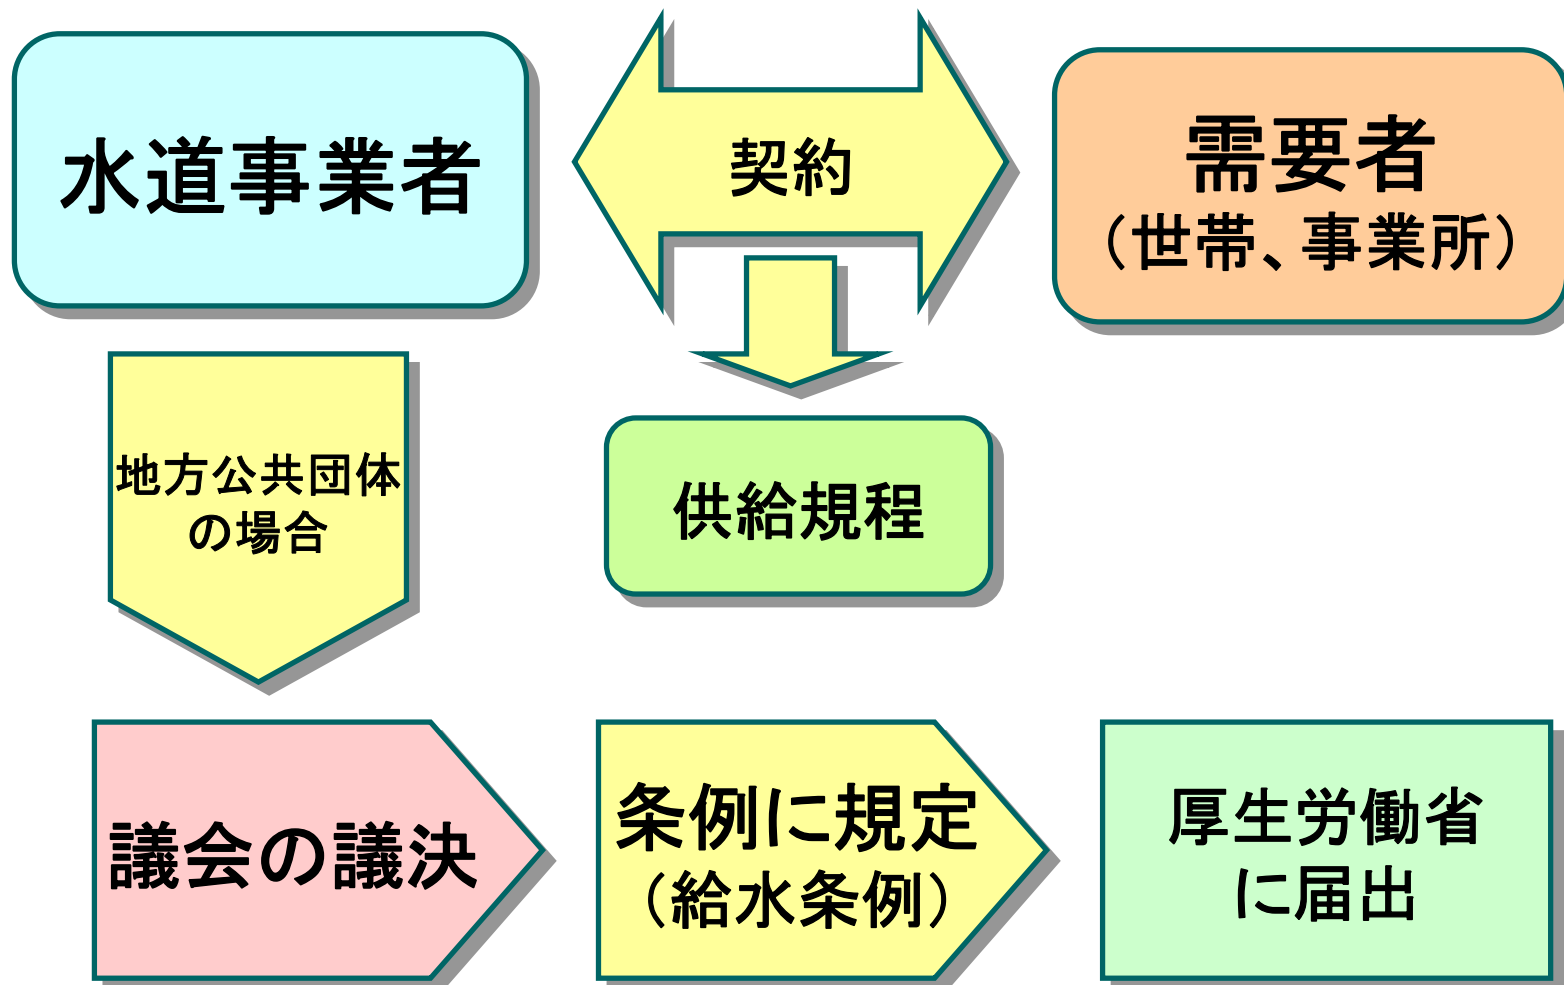 水道事業者
契約
需要者
（世帯、事業所）
地方公共団体
の場合
供給規程
議会の議決
条例に規定
（給水条例）
厚生労働省
に届出